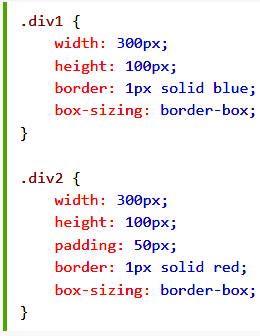 .div1 {
    width: 300px;
    height: 100px;
    border: 1px solid blue;
    box-sizing: border-box;
}

.div2 {
    width: 300px;
    height: 100px;
    padding: 50px;
    border: 1px solid red;
    box-sizing: border-box;
}